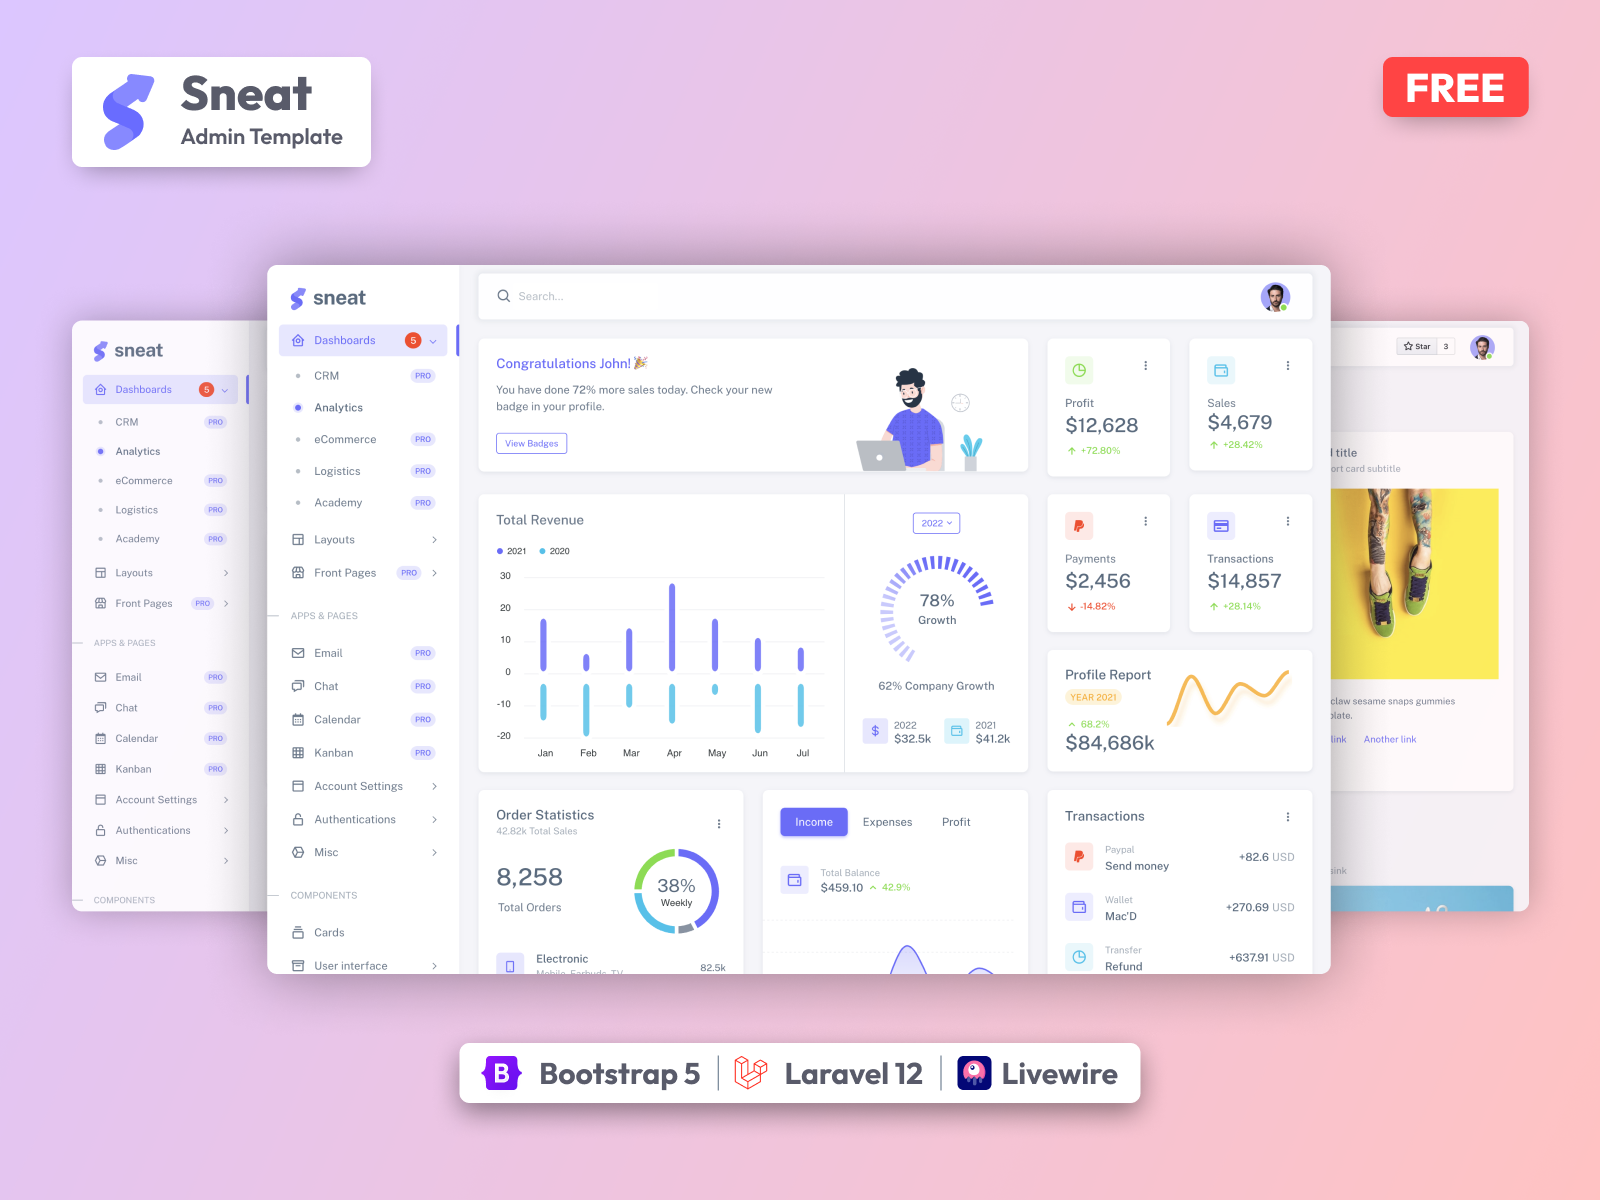 Sneat
Admin Template
FREE
sneat
Dashboards 5
CRM PRO
Analytics
eCommerce PRO
Logistics PRO
Academy PRO
Layouts
Front Pages PRO
APPS & PAGES
Email PRO
Chat PRO
Calendar PRO
Kanban PRO
Account Settings
Authentications
Misc
COMPONENTS
sneat
Dashboards 5
CRM PRO
Analytics
eCommerce PRO
Logistics PRO
Academy PRO
Layouts
Front Pages PRO
APPS & PAGES
Email PRO
Chat PRO
Calendar PRO
Kanban PRO
Account Settings
Authentications
Misc
COMPONENTS
Cards
User interface
Search...
Congratulations John!
You have done 72% more sales today. Check your new
badge in your profile.
View Badges
Profit
$12,628
+72.80%
Sales
$4,679
+28.42%
Total Revenue
2021 2020
30
20
10
0
-10
-20
Jan Feb Mar Apr May Jun Jul
2022
78%
Growth
62% Company Growth
2022
$32.5k
2021
$41.2k
Payments
$2,456
-14.82%
Transactions
$14,857
+28.14%
Profile Report
YEAR 2021
68.2%
$84,686k
Order Statistics
42.82k Total Sales
8,258
Total Orders
38%
Weekly
Electronic
Mobile, Earbuds, TV
82.5k
Income Expenses Profit
Total Balance
$459.10 42.9%
Transactions
Paypal
Send money
+82.6 USD
Wallet
Mac'D
+270.69 USD
Transfer
Refund
+637.91 USD
Star 3
title
ort card subtitle
claw sesame snaps gummies
plate.
link Another link
sink
B Bootstrap 5 Laravel 12 Livewire